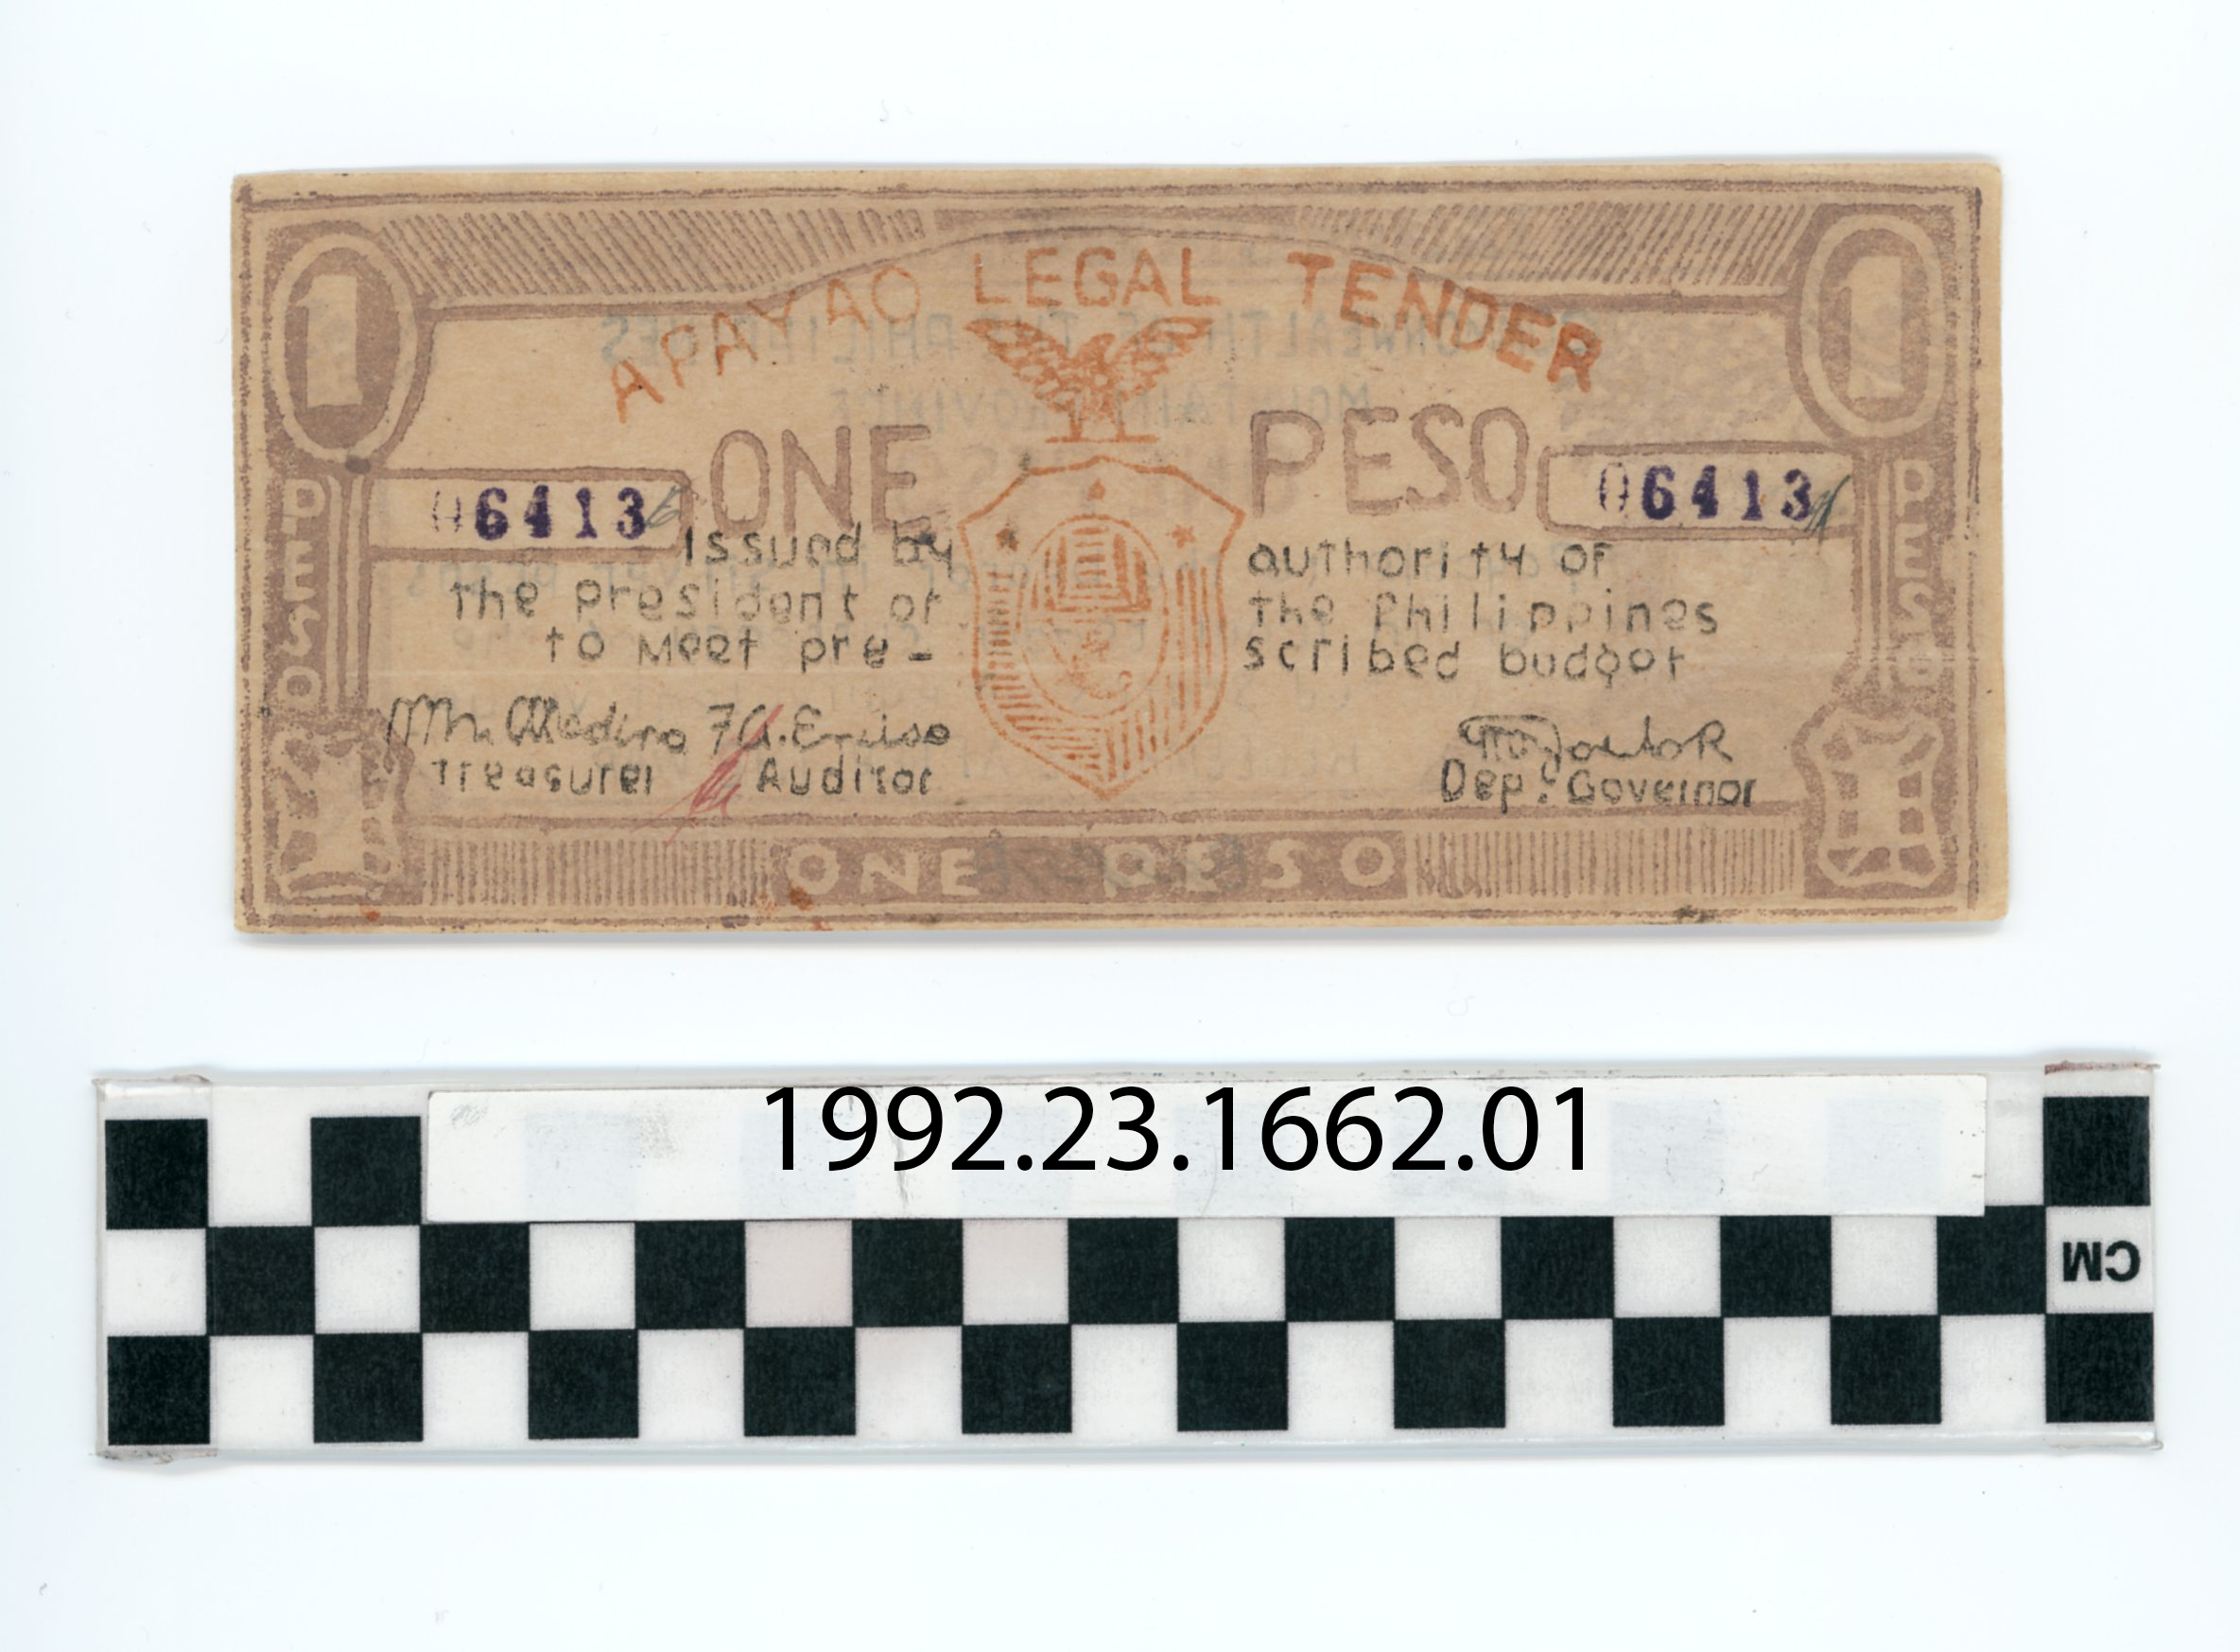 APAYAO LEGAL TENDER
1 1
ONE PESO
06413 06413
PESO PESO
Issued by authority of
the President of the Philippines
to meet pre- scribed budget
Treasurer Auditor Dep. Governor
1 ONE PESO 1
1992.23.1662.01
CM